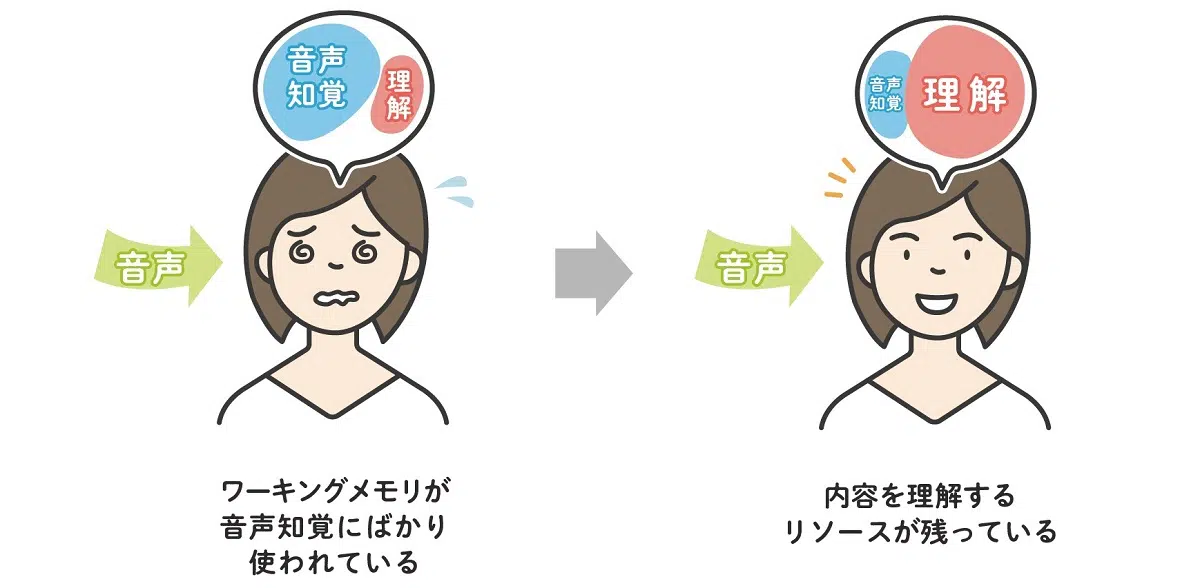 音声
知覚
理
解
音声
ワーキングメモリが
音声知覚にばかり
使われている
音声
知覚
理解
音声
内容を理解する
リソースが残っている